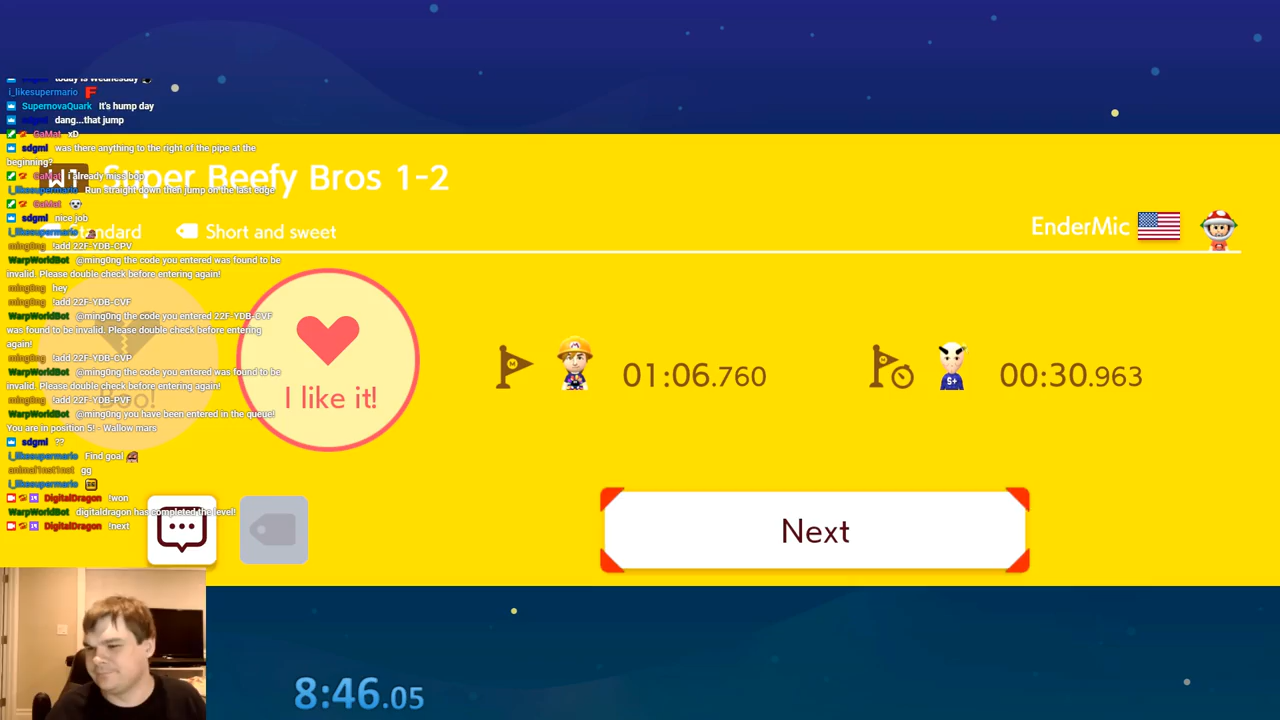 today is Wednesday
i_likesupermario
SupernovaQuark It's hump day
sdgml dang...that jump
GaMat xD
sdgml was there anything to the right of the pipe at the
beginning?
GaMat i already miss bop
i_likesupermario Run straight down then jump on the last edge
GaMat
sdgml nice job
i_likesupermario
ming0ng !add 22F-YDB-CPV
WarpWorldBot @ming0ng the code you entered was found to be
invalid. Please double check before entering again!
ming0ng hey
ming0ng !add 22F-YDB-CVF
WarpWorldBot @ming0ng the code you entered 22F-YDB-CVF
was found to be invalid. Please double check before entering
again!
ming0ng !add 22F-YDB-CVP
WarpWorldBot @ming0ng the code you entered was found to be
invalid. Please double check before entering again!
ming0ng !add 22F-YDB-PVF
WarpWorldBot @ming0ng you have been entered in the queue!
You are in position 5! - Wallow mars
sdgml ??
i_likesupermario Find goal
animal1nst1nst gg
i_likesupermario
DigitalDragon !won
WarpWorldBot digitaldragon has completed the level!
DigitalDragon !next
Super Beefy Bros 1-2
Standard
Short and sweet
EnderMic
Boo!
I like it!
M
01:06.760
M
S+
00:30.963
Next
8:46.05